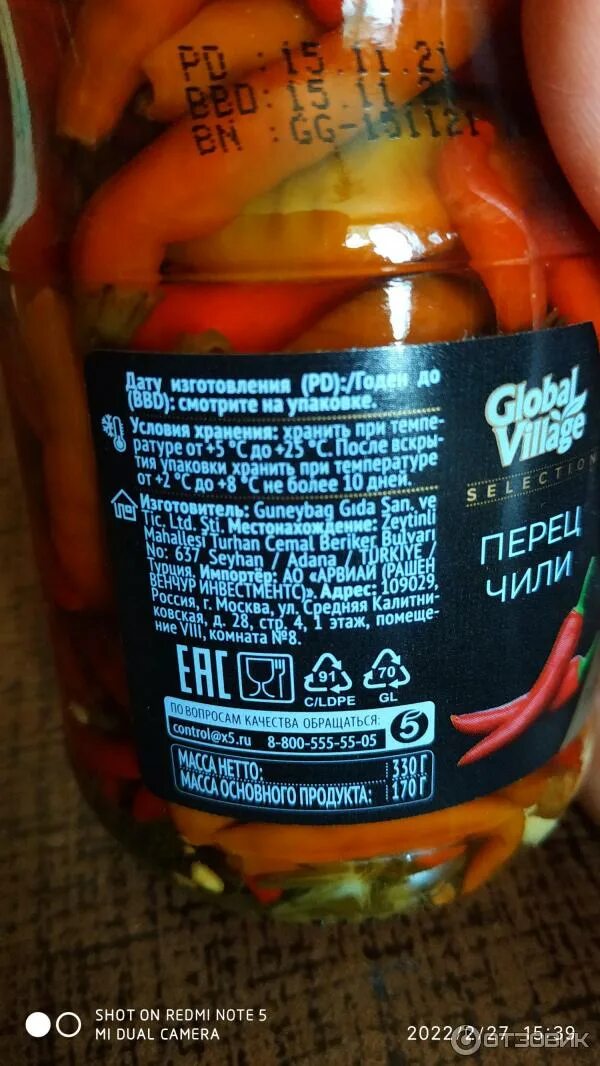 PD : 15.11.21
BBD: 15.11.2
BN : GG-151121
Дату изготовления (PD):/Годен до
(BBD): смотрите на упаковке.
Условия хранения: хранить при темпе-
ратуре от +5 °C до +25 °C. После вскры-
тия упаковки хранить при температуре
от +2 °C до +8 °C не более 10 дней.
Изготовитель: Guneybag Gıda San. ve
Tic. Ltd. Sti. Местонахождение: Zeytinli
Mahallesi Turhan Cemal Beriker Bulvarı
No: 637 Seyhan / Adana / TÜRKIYE /
Турция. Импортёр: АО «АРВИАЙ (РАШЕН
ВЕНЧУР ИНВЕСТМЕНТС)». Адрес: 109029,
Россия, г. Москва, ул. Средняя Калитни-
ковская, д. 28, стр. 4, 1 этаж, помеще-
ние VIII, комната №8.
EAC
91
C/LDPE
70
GL
ПО ВОПРОСАМ КАЧЕСТВА ОБРАЩАТЬСЯ:
control@x5.ru 8-800-555-55-05
5
МАССА НЕТТО: 330 Г
МАССА ОСНОВНОГО ПРОДУКТА: 170 Г
Global
Village
SELECTION
ПЕРЕЦ
ЧИЛИ
SHOT ON REDMI NOTE 5
MI DUAL CAMERA
2022/2/27 15:39
ОТЗОВИК